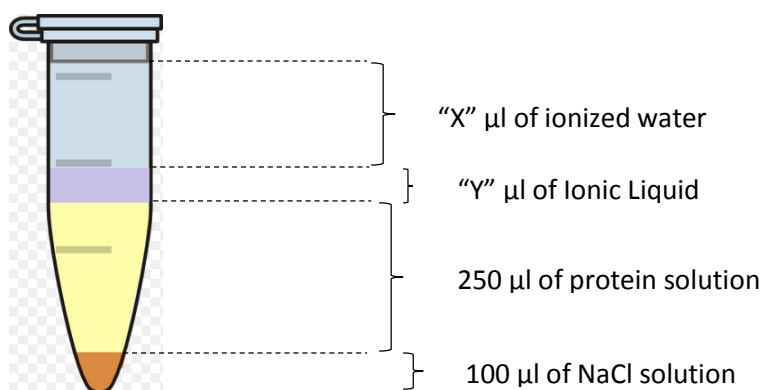 “X” µl of ionized water
“Y” µl of Ionic Liquid
250 µl of protein solution
100 µl of NaCl solution